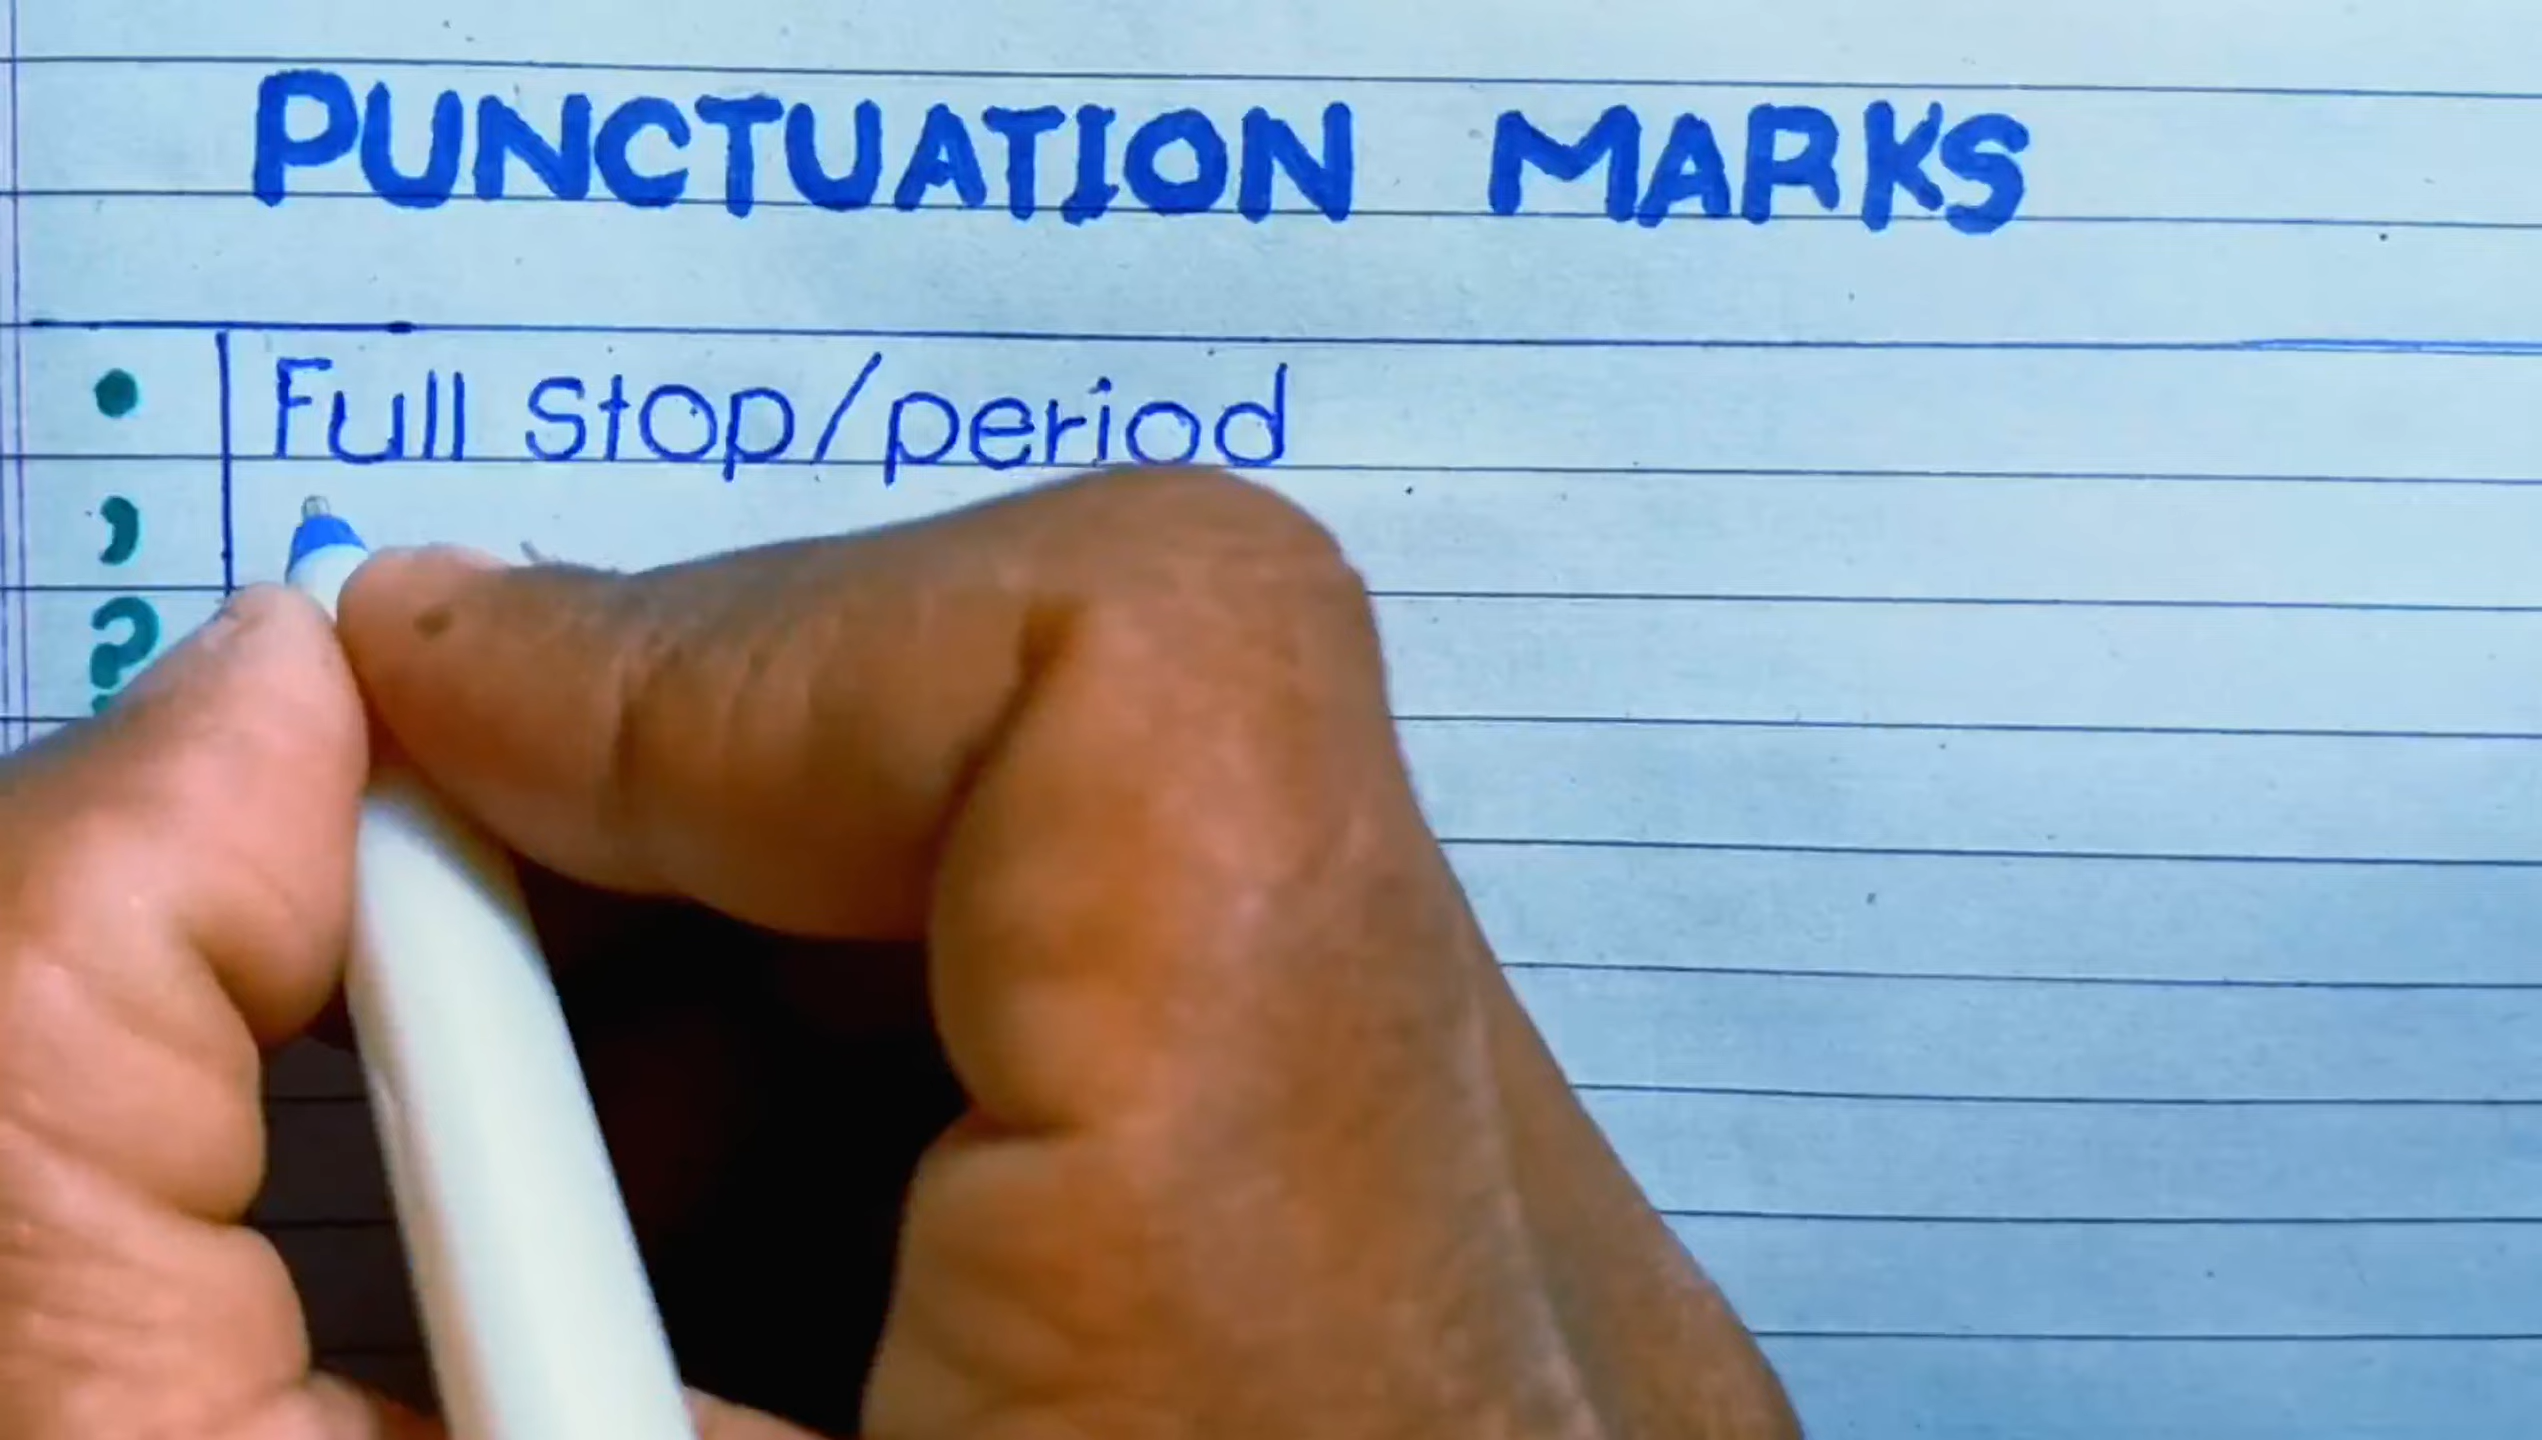 PUNCTUATION MARKS
. Full stop/period
,
?